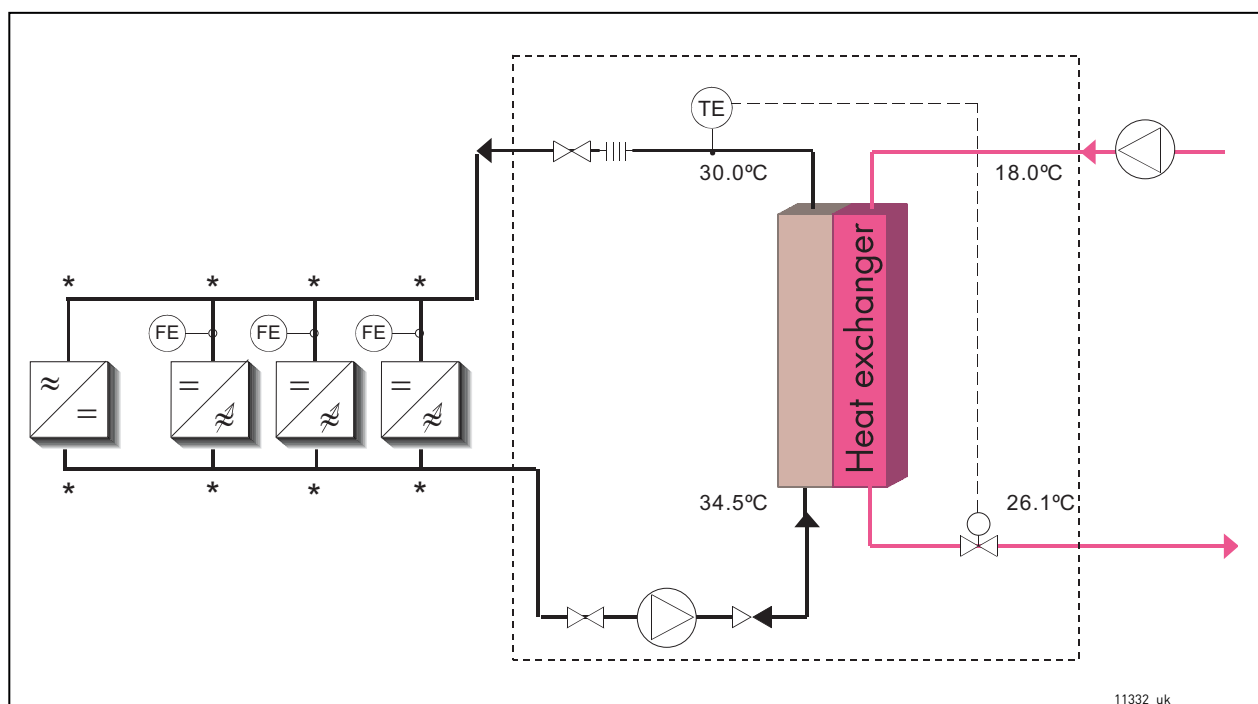 TE
30.0ºC
18.0ºC
* * * *
FE FE FE
Heat exchanger
≈ = = ≈ = ≈ = ≈
* * * *
34.5ºC
26.1ºC
11332_uk